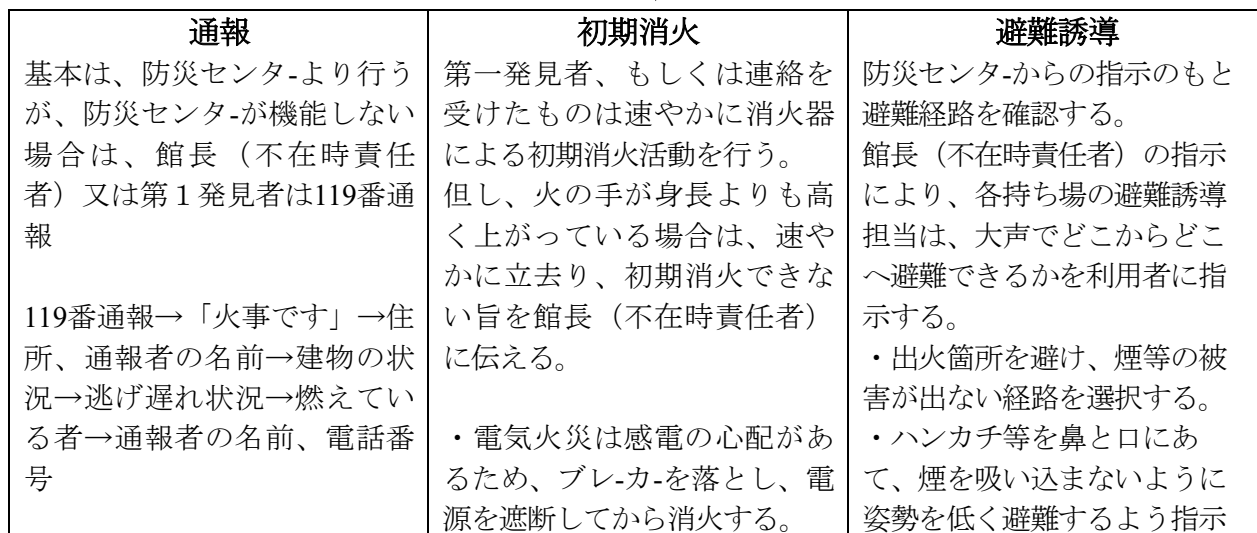 通報
基本は、防災センタ-より行う
が、防災センタ-が機能しない
場合は、館長（不在時責任
者）又は第１発見者は119番通
報
119番通報→「火事です」→住
所、通報者の名前→建物の状
況→逃げ遅れ状況→燃えてい
る者→通報者の名前、電話番
号
初期消火
第一発見者、もしくは連絡を
受けたものは速やかに消火器
による初期消火活動を行う。
但し、火の手が身長よりも高
く上がっている場合は、速や
かに立去り、初期消火できな
い旨を館長（不在時責任者）
に伝える。
・電気火災は感電の心配があ
るため、ブレ-カ-を落とし、電
源を遮断してから消火する。
避難誘導
防災センタ-からの指示のもと
避難経路を確認する。
館長（不在時責任者）の指示
により、各持ち場の避難誘導
担当は、大声でどこからどこ
へ避難できるかを利用者に指
示する。
・出火箇所を避け、煙等の被
害が出ない経路を選択する。
・ハンカチ等を鼻と口にあ
て、煙を吸い込まないように
姿勢を低く避難するよう指示